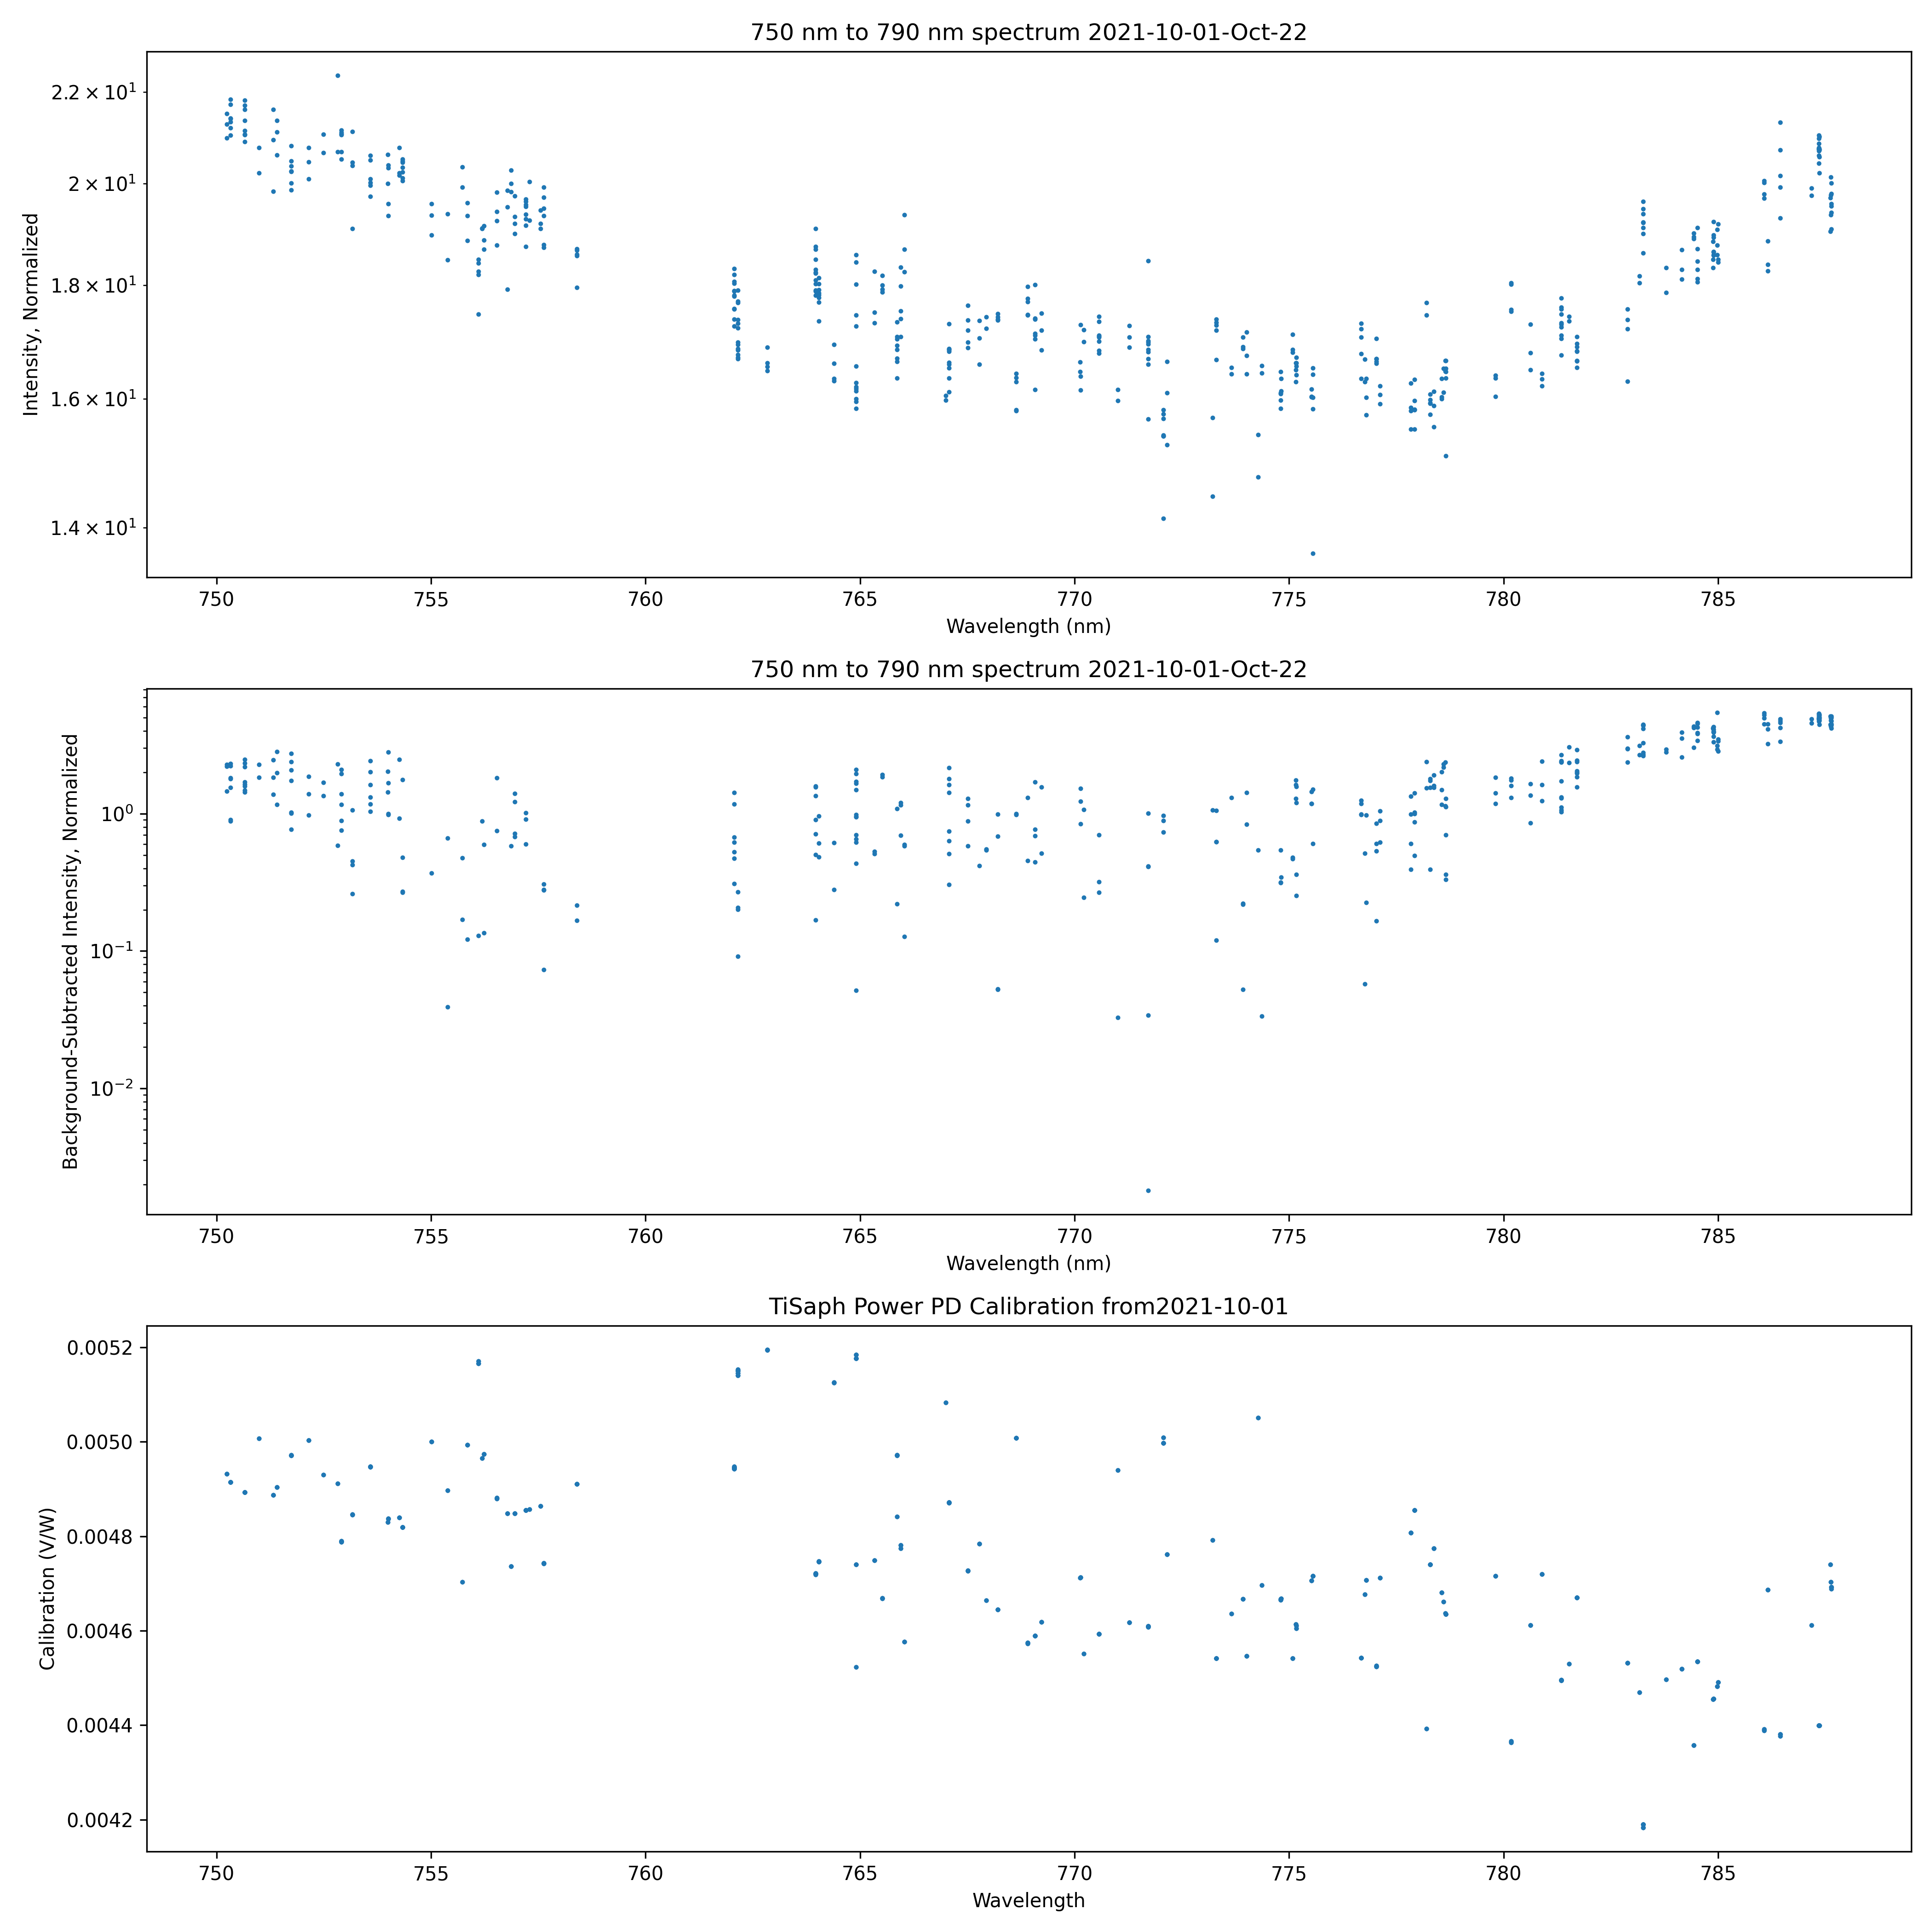 750 nm to 790 nm spectrum 2021-10-01-Oct-22
Intensity, Normalized
2.2 × 10¹
2 × 10¹
1.8 × 10¹
1.6 × 10¹
1.4 × 10¹
750 755 760 765 770 775 780 785
Wavelength (nm)
750 nm to 790 nm spectrum 2021-10-01-Oct-22
Background-Subtracted Intensity, Normalized
10⁰
10⁻¹
10⁻²
750 755 760 765 770 775 780 785
Wavelength (nm)
TiSaph Power PD Calibration from2021-10-01
Calibration (V/W)
0.0052
0.0050
0.0048
0.0046
0.0044
0.0042
750 755 760 765 770 775 780 785
Wavelength